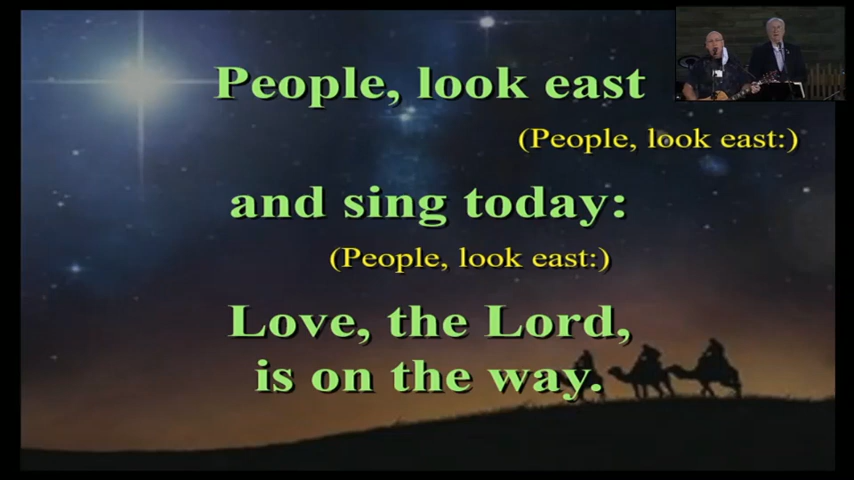 People, look east
(People, look east:)
and sing today:
(People, look east:)
Love, the Lord,
is on the way.